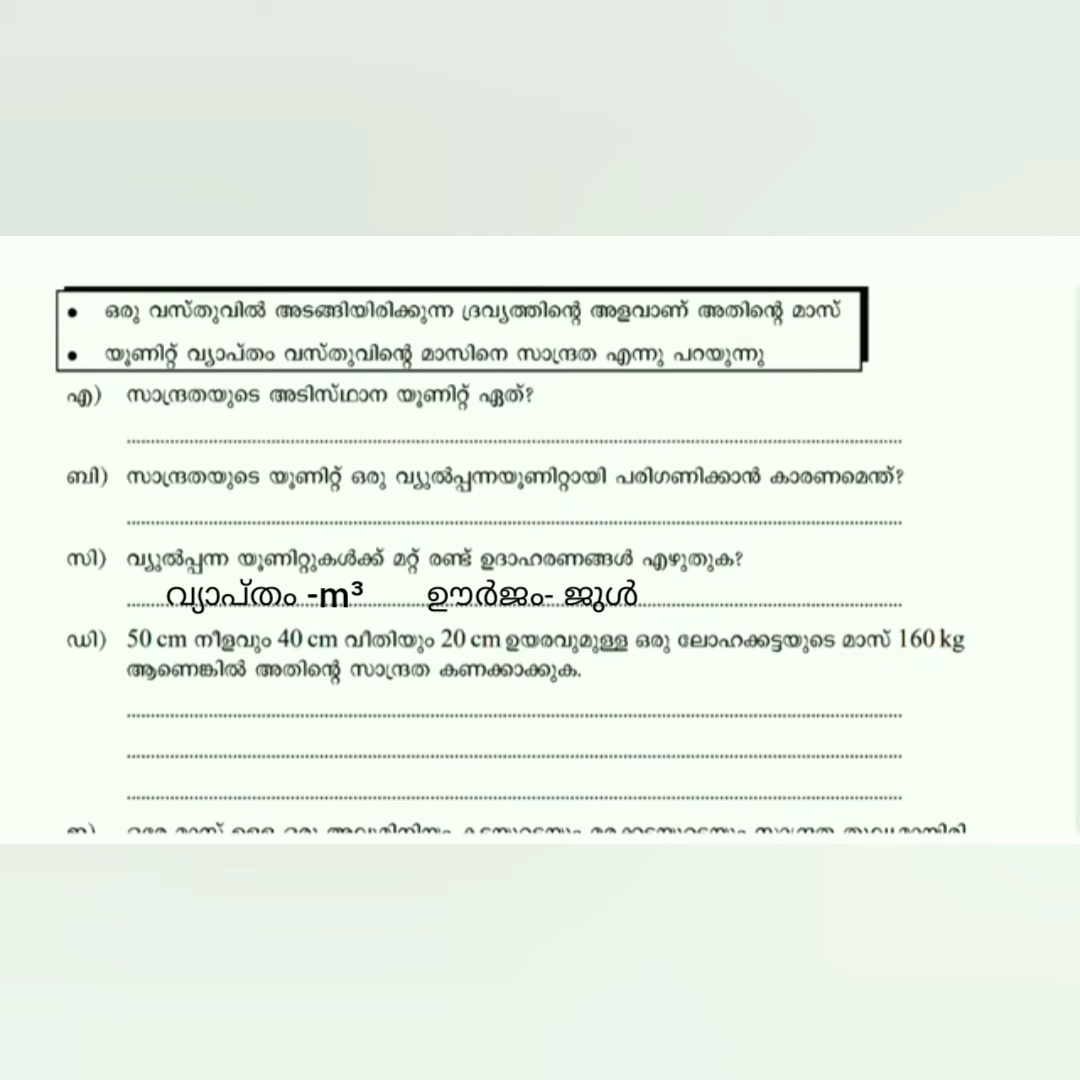 • ഒരു വസ്തുവിൽ അടങ്ങിയിരിക്കുന്ന ദ്രവ്യത്തിന്റെ അളവാണ് അതിന്റെ മാസ്
• യൂണിറ്റ് വ്യാപ്തം വസ്തുവിന്റെ മാസിനെ സാന്ദ്രത എന്നു പറയുന്നു
എ) സാന്ദ്രതയുടെ അടിസ്ഥാന യൂണിറ്റ് ഏത്?
ബി) സാന്ദ്രതയുടെ യൂണിറ്റ് ഒരു വ്യുൽപ്പന്നയൂണിറ്റായി പരിഗണിക്കാൻ കാരണമെന്ത്?
സി) വ്യുൽപ്പന്ന യൂണിറ്റുകൾക്ക് മറ്റ് രണ്ട് ഉദാഹരണങ്ങൾ എഴുതുക?
വ്യാപ്തം -m³ ഊർജം- ജൂൾ
ഡി) 50 cm നീളവും 40 cm വീതിയും 20 cm ഉയരവുമുള്ള ഒരു ലോഹക്കട്ടയുടെ മാസ് 160 kg
ആണെങ്കിൽ അതിന്റെ സാന്ദ്രത കണക്കാക്കുക.